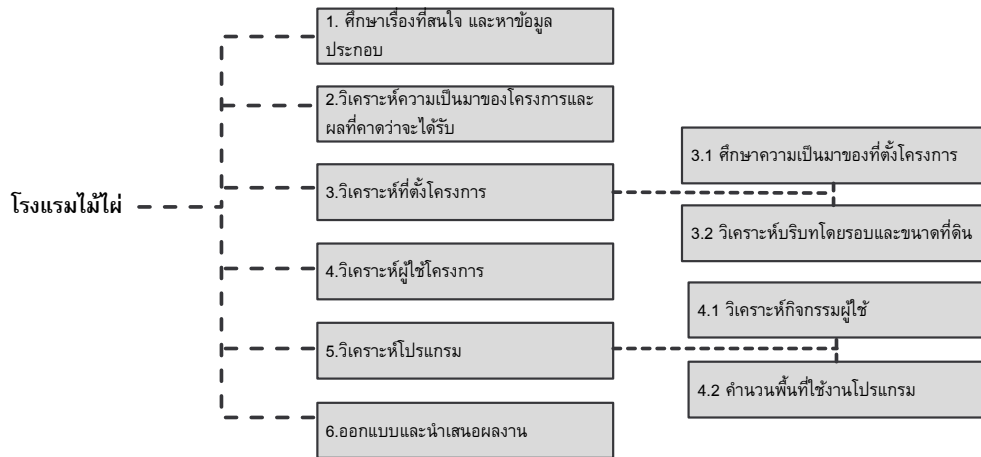 โรงแรมไม้ไผ่
1. ศึกษาเรื่องที่สนใจ และหาข้อมูล
ประกอบ
2.วิเคราะห์ความเป็นมาของโครงการและ
ผลที่คาดว่าจะได้รับ
3.วิเคราะห์ที่ตั้งโครงการ
3.1 ศึกษาความเป็นมาของที่ตั้งโครงการ
3.2 วิเคราะห์บริบทโดยรอบและขนาดที่ดิน
4.วิเคราะห์ผู้ใช้โครงการ
5.วิเคราะห์โปรแกรม
4.1 วิเคราะห์กิจกรรมผู้ใช้
4.2 คำนวนพื้นที่ใช้งานโปรแกรม
6.ออกแบบและนำเสนอผลงาน